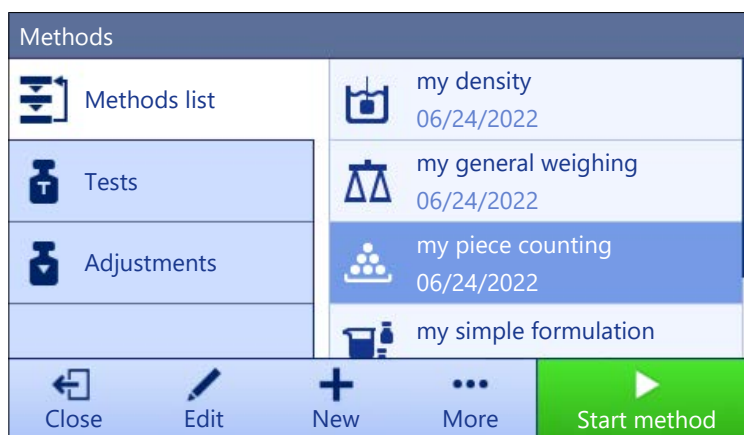 Methods
Methods list
Tests
Adjustments
my density
06/24/2022
my general weighing
06/24/2022
my piece counting
06/24/2022
my simple formulation
Close
Edit
New
More
Start method